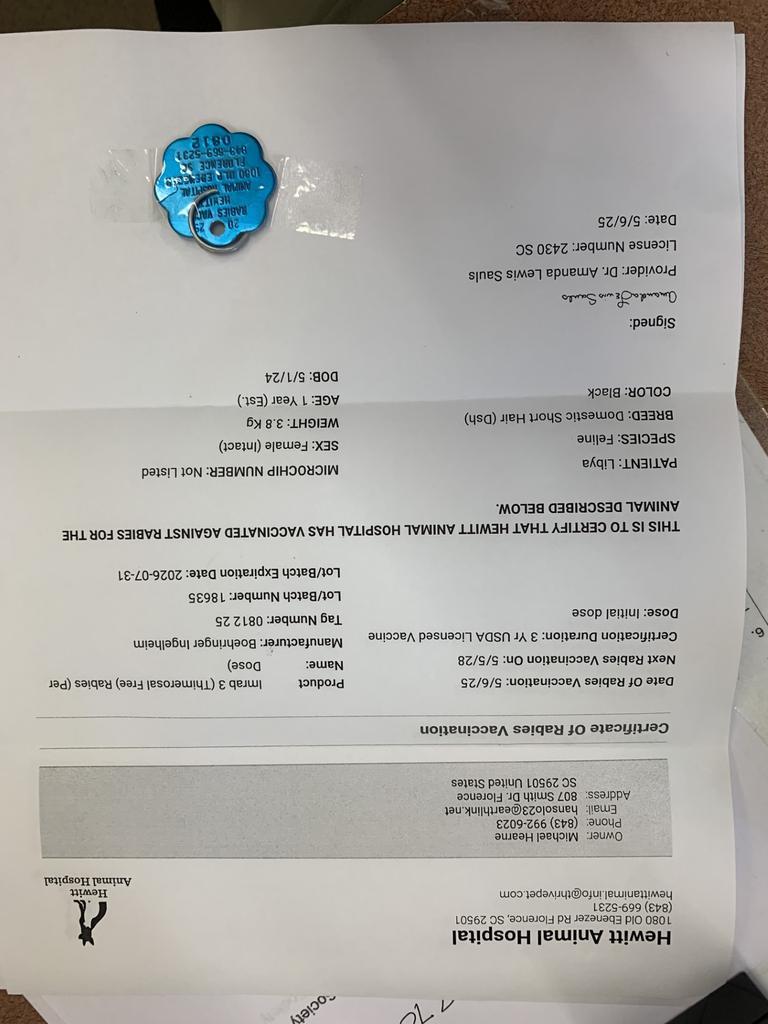 Hewitt Animal Hospital
1080 Old Ebenezer Rd Florence, SC 29501
(843) 669-5231
hewittanimal.info@thrivepet.com
Hewitt
Animal Hospital
Owner: Michael Hearne
Phone: (843) 992-6023
Email: hansolo23@earthlink.net
Address: 807 Smith Dr. Florence
SC 29501 United States
Certificate Of Rabies Vaccination
Date Of Rabies Vaccination: 5/6/25
Next Rabies Vaccination On: 5/5/28
Certification Duration: 3 Yr USDA Licensed Vaccine
Dose: Initial dose
Product Name: Imrab 3 (Thimerosal Free) Rabies (Per
Dose)
Manufacturer: Boehringer Ingelheim
Tag Number: 0812 25
Lot/Batch Number: 18635
Lot/Batch Expiration Date: 2026-07-31
THIS IS TO CERTIFY THAT HEWITT ANIMAL HOSPITAL HAS VACCINATED AGAINST RABIES FOR THE
ANIMAL DESCRIBED BELOW.
PATIENT: Libya
SPECIES: Feline
BREED: Domestic Short Hair (Dsh)
COLOR: Black
MICROCHIP NUMBER: Not Listed
SEX: Female (Intact)
WEIGHT: 3.8 Kg
AGE: 1 Year (Est.)
DOB: 5/1/24
Signed:
Amanda Lewis Sauls
Provider: Dr. Amanda Lewis Sauls
License Number: 2430 SC
Date: 5/6/25
20 25
RABIES VAC
HEWITT
ANIMAL HOSPITAL
1080 OLD EBENEZER
FLORENCE SC
843-669-5231
0812
6.
ociety